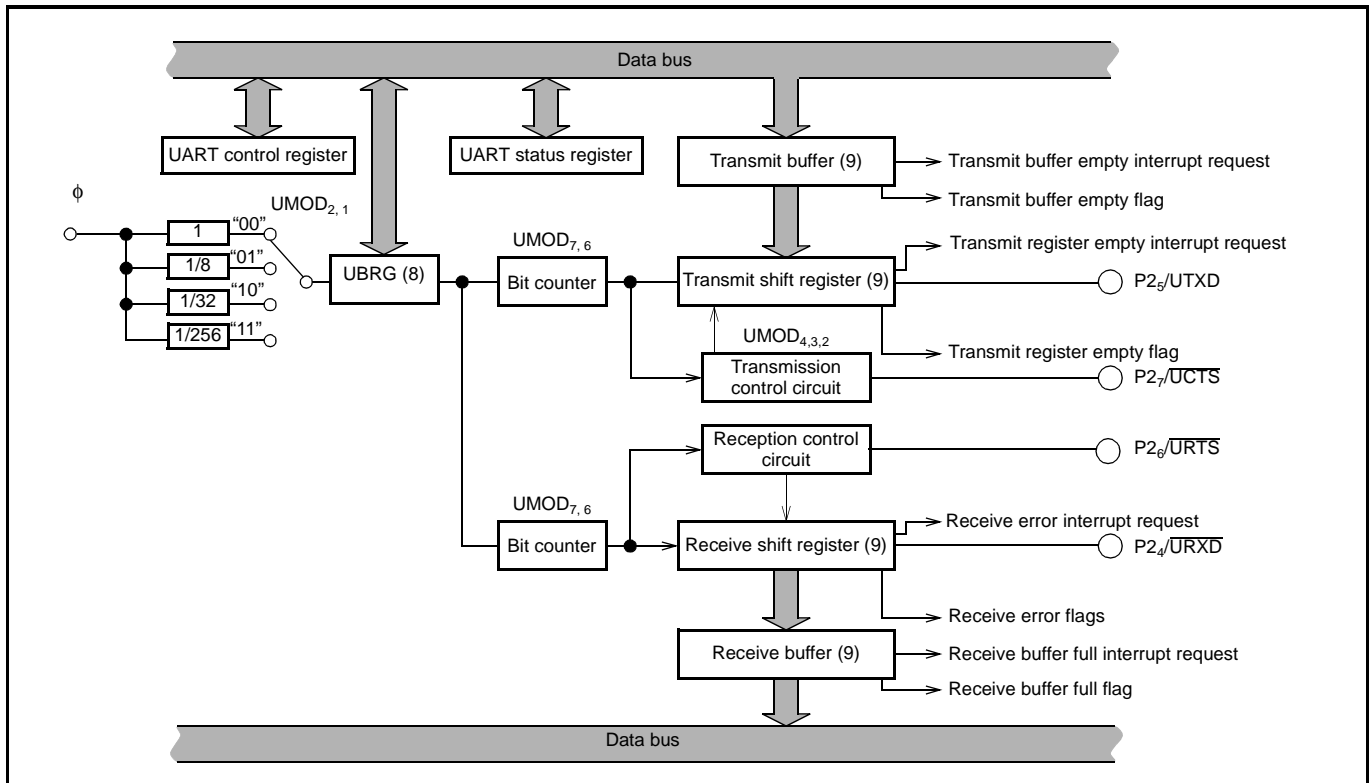 Data bus
UART control register
UART status register
Transmit buffer (9)
Transmit buffer empty interrupt request
Transmit buffer empty flag
ϕ
UMOD2, 1
1
“00”
1/8
“01”
1/32
“10”
1/256
“11”
UBRG (8)
UMOD7, 6
Bit counter
Transmit shift register (9)
Transmit register empty interrupt request
P25/UTXD
Transmit register empty flag
UMOD4,3,2
Transmission
control circuit
P27/U̅C̅T̅S̅
Reception control
circuit
P26/U̅R̅T̅S̅
UMOD7, 6
Bit counter
Receive shift register (9)
Receive error interrupt request
P24/U̅R̅X̅D̅
Receive error flags
Receive buffer (9)
Receive buffer full interrupt request
Receive buffer full flag
Data bus